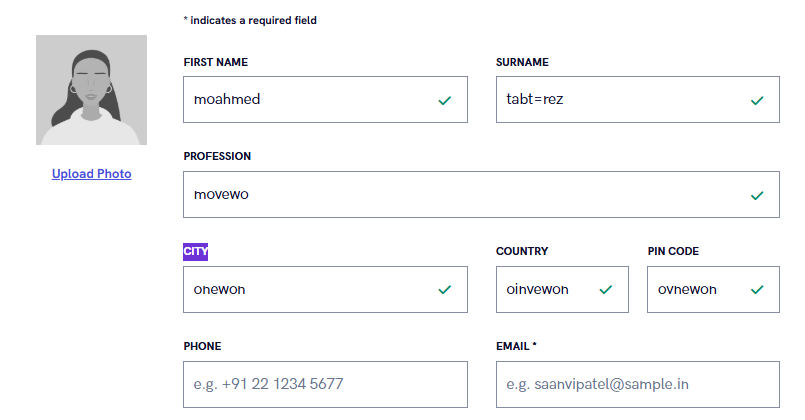 * indicates a required field
FIRST NAME
SURNAME
moahmed
tabt=rez
Upload Photo
PROFESSION
movewo
CITY
COUNTRY
PIN CODE
onewon
oinvewon
ovnewon
PHONE
EMAIL *
e.g. +91 22 1234 5677
e.g. saanvipatel@sample.in